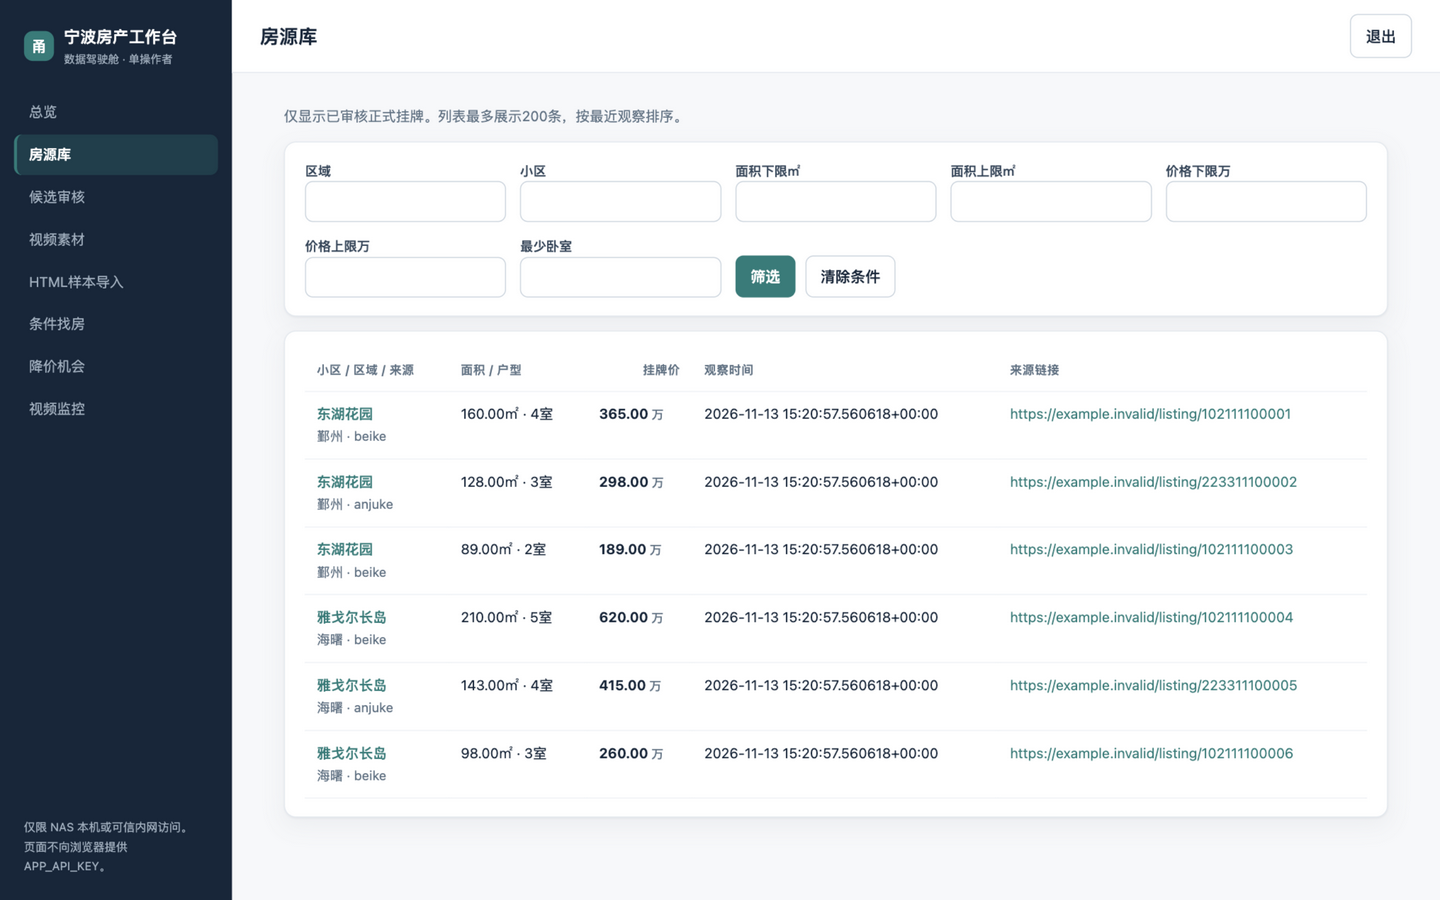 甬
宁波房产工作台
数据驾驶舱 · 单操作者
总览
房源库
候选审核
视频素材
HTML样本导入
条件找房
降价机会
视频监控
仅限 NAS 本机或可信内网访问。
页面不向浏览器提供
APP_API_KEY。
房源库
退出
仅显示已审核正式挂牌。列表最多展示200条，按最近观察排序。
区域 小区 面积下限㎡ 面积上限㎡ 价格下限万
价格上限万 最少卧室
筛选 清除条件
小区 / 区域 / 来源 面积 / 户型 挂牌价 观察时间 来源链接
东湖花园 160.00㎡ · 4室 365.00 万 2026-11-13 15:20:57.560618+00:00 https://example.invalid/listing/102111100001
鄞州 · beike
东湖花园 128.00㎡ · 3室 298.00 万 2026-11-13 15:20:57.560618+00:00 https://example.invalid/listing/223311100002
鄞州 · anjuke
东湖花园 89.00㎡ · 2室 189.00 万 2026-11-13 15:20:57.560618+00:00 https://example.invalid/listing/102111100003
鄞州 · beike
雅戈尔长岛 210.00㎡ · 5室 620.00 万 2026-11-13 15:20:57.560618+00:00 https://example.invalid/listing/102111100004
海曙 · beike
雅戈尔长岛 143.00㎡ · 4室 415.00 万 2026-11-13 15:20:57.560618+00:00 https://example.invalid/listing/223311100005
海曙 · anjuke
雅戈尔长岛 98.00㎡ · 3室 260.00 万 2026-11-13 15:20:57.560618+00:00 https://example.invalid/listing/102111100006
海曙 · beike